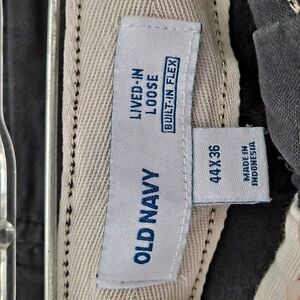 OLD NAVY
LIVED-IN
LOOSE
BUILT-IN FLEX
44X36
MADE IN
INDONESIA